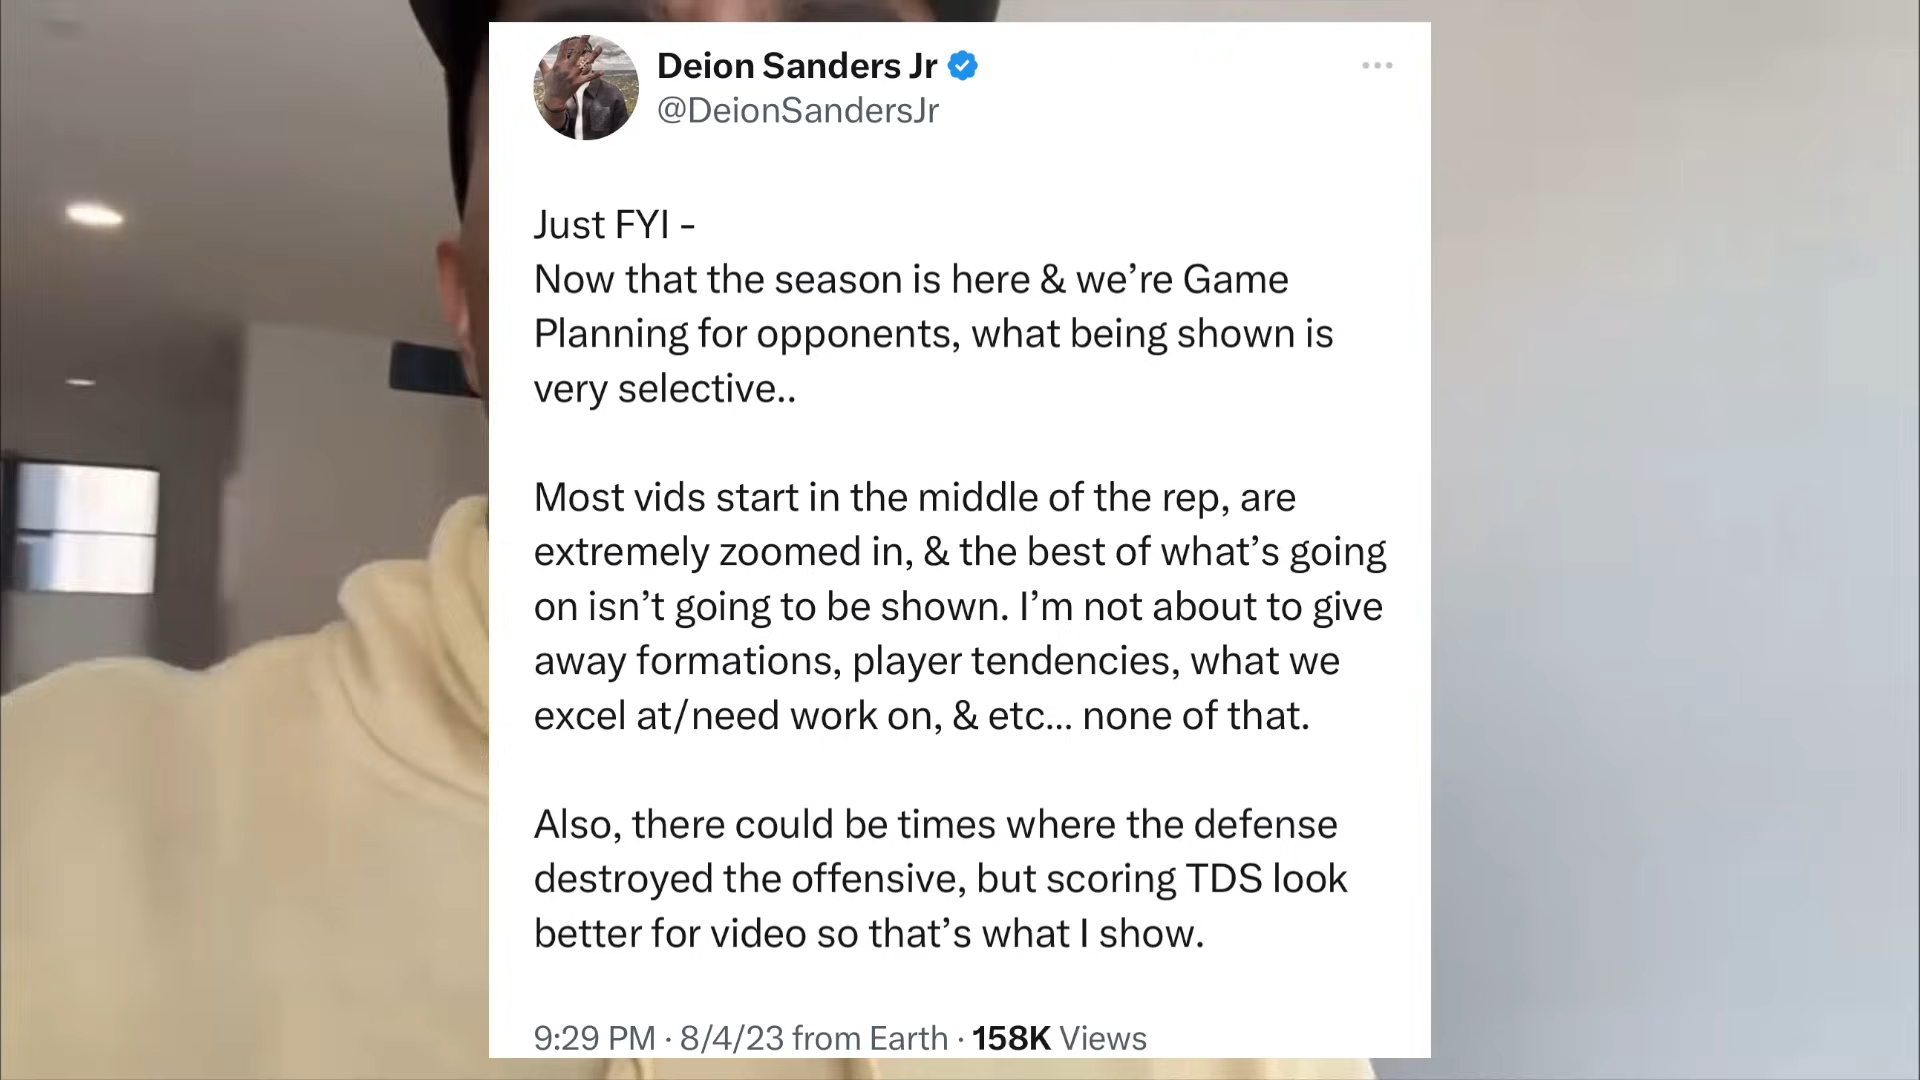 Deion Sanders Jr
@DeionSandersJr
Just FYI -
Now that the season is here & we’re Game
Planning for opponents, what being shown is
very selective..
Most vids start in the middle of the rep, are
extremely zoomed in, & the best of what’s going
on isn’t going to be shown. I’m not about to give
away formations, player tendencies, what we
excel at/need work on, & etc... none of that.
Also, there could be times where the defense
destroyed the offensive, but scoring TDS look
better for video so that’s what I show.
9:29 PM · 8/4/23 from Earth · 158K Views